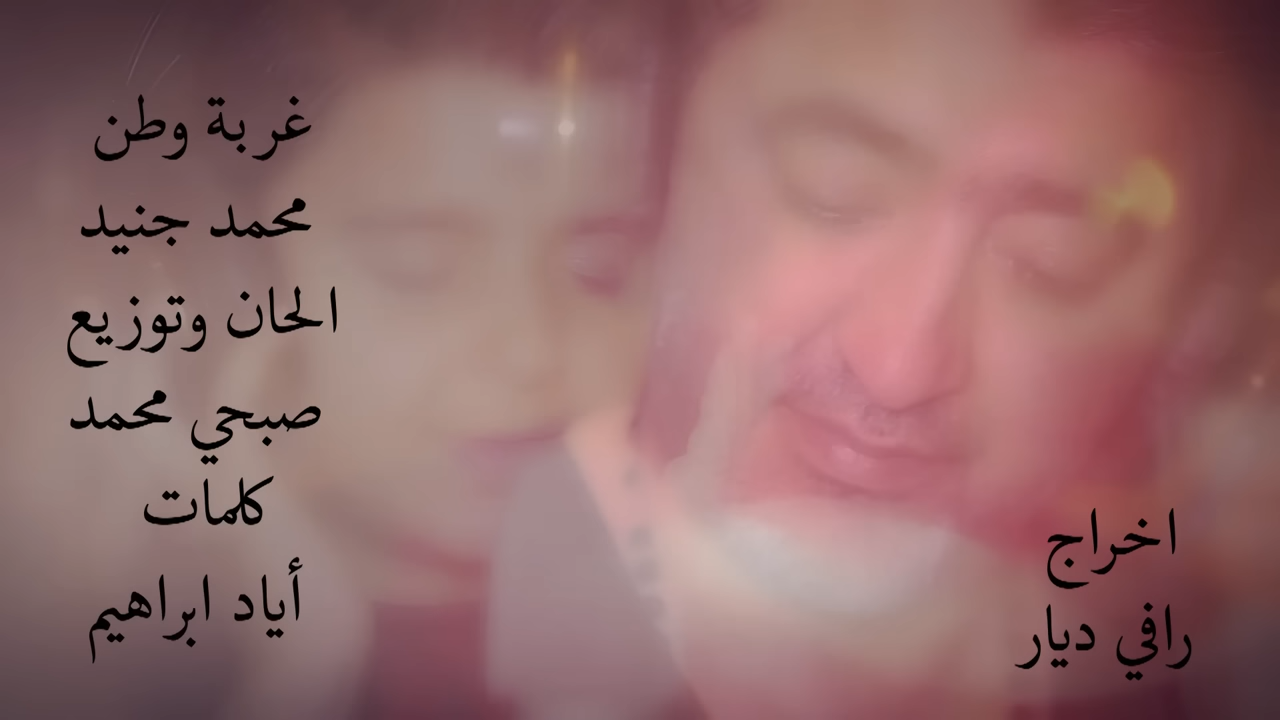 غربة وطن
محمد جنيد
الحان وتوزيع
صبحي محمد
كلمات
أياد ابراهيم
اخراج
رافي ديار